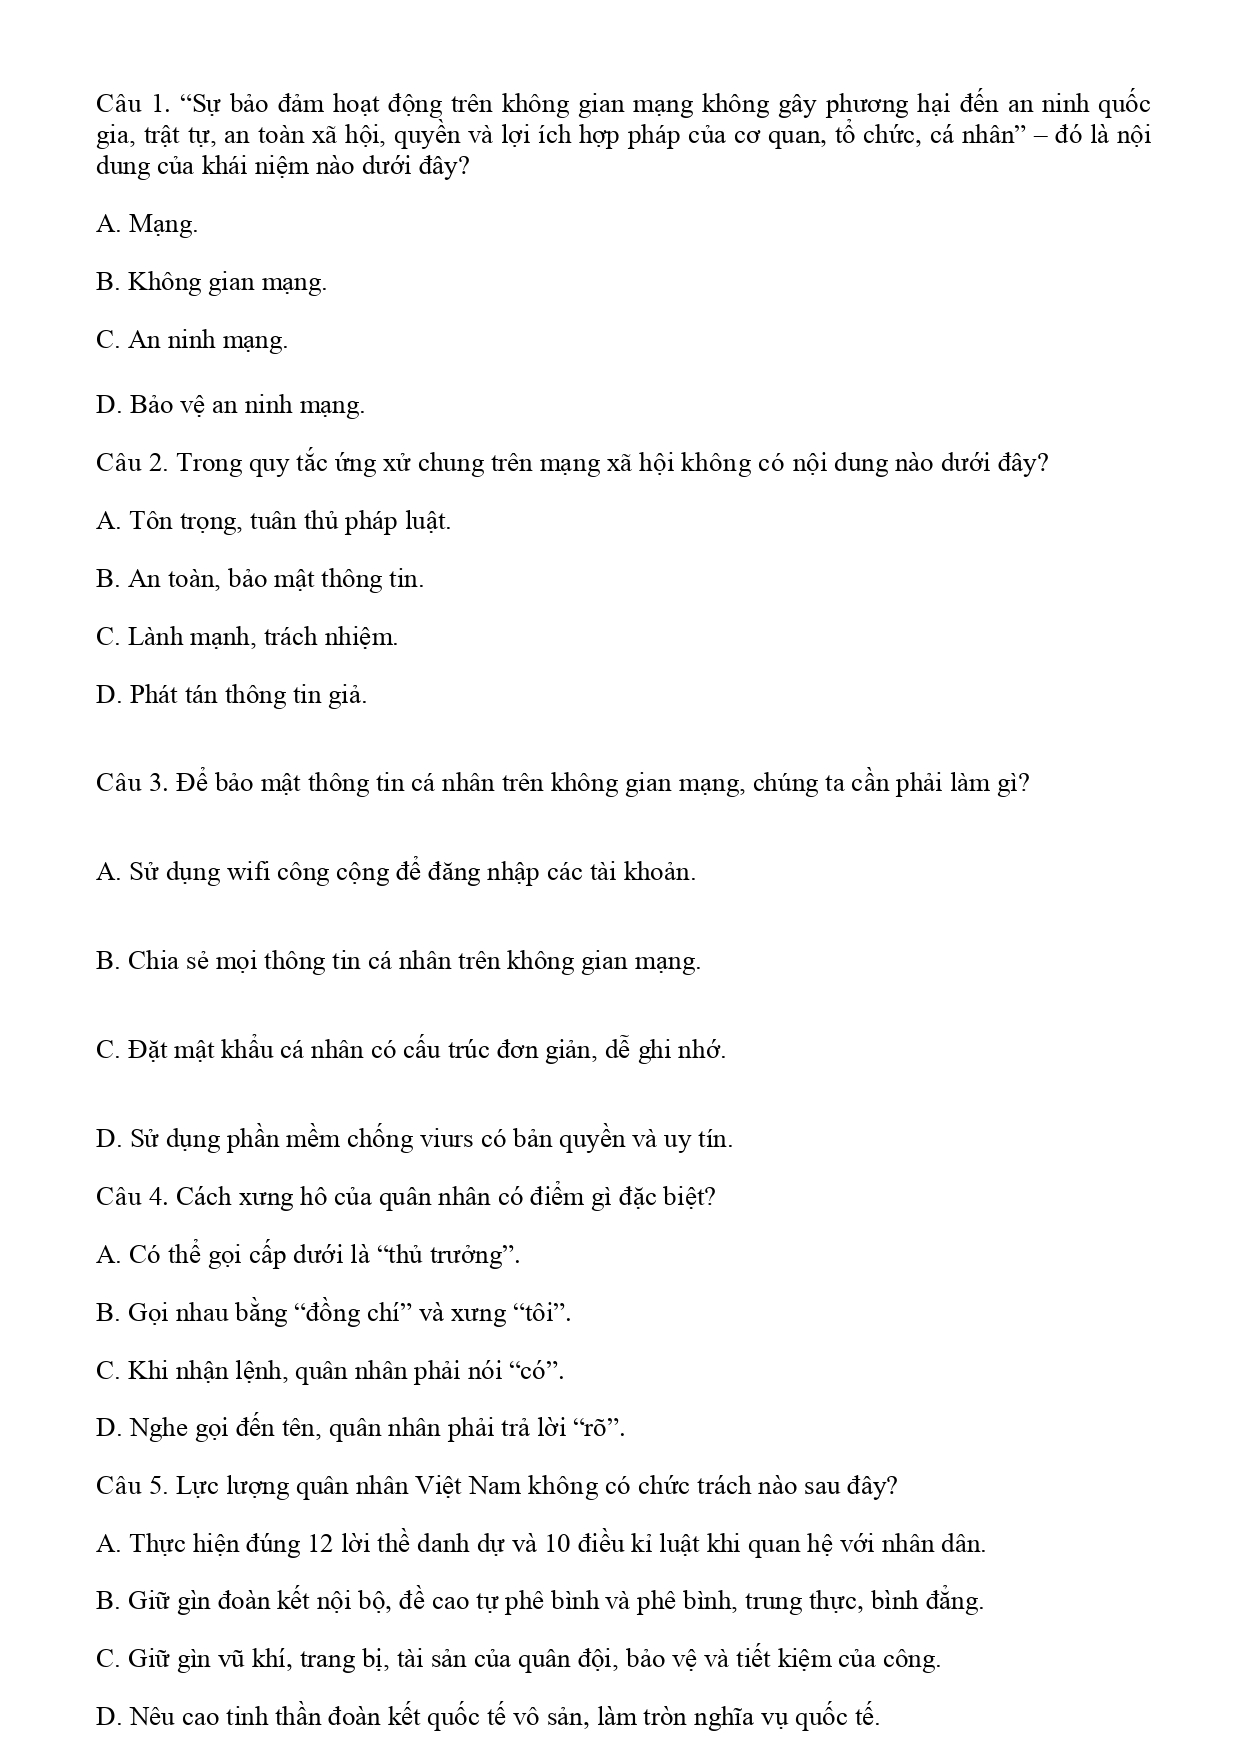 Câu 1. “Sự bảo đảm hoạt động trên không gian mạng không gây phương hại đến an ninh quốc
gia, trật tự, an toàn xã hội, quyền và lợi ích hợp pháp của cơ quan, tổ chức, cá nhân” – đó là nội
dung của khái niệm nào dưới đây?
A. Mạng.
B. Không gian mạng.
C. An ninh mạng.
D. Bảo vệ an ninh mạng.
Câu 2. Trong quy tắc ứng xử chung trên mạng xã hội không có nội dung nào dưới đây?
A. Tôn trọng, tuân thủ pháp luật.
B. An toàn, bảo mật thông tin.
C. Lành mạnh, trách nhiệm.
D. Phát tán thông tin giả.
Câu 3. Để bảo mật thông tin cá nhân trên không gian mạng, chúng ta cần phải làm gì?
A. Sử dụng wifi công cộng để đăng nhập các tài khoản.
B. Chia sẻ mọi thông tin cá nhân trên không gian mạng.
C. Đặt mật khẩu cá nhân có cấu trúc đơn giản, dễ ghi nhớ.
D. Sử dụng phần mềm chống viurs có bản quyền và uy tín.
Câu 4. Cách xưng hô của quân nhân có điểm gì đặc biệt?
A. Có thể gọi cấp dưới là “thủ trưởng”.
B. Gọi nhau bằng “đồng chí” và xưng “tôi”.
C. Khi nhận lệnh, quân nhân phải nói “có”.
D. Nghe gọi đến tên, quân nhân phải trả lời “rõ”.
Câu 5. Lực lượng quân nhân Việt Nam không có chức trách nào sau đây?
A. Thực hiện đúng 12 lời thề danh dự và 10 điều kỉ luật khi quan hệ với nhân dân.
B. Giữ gìn đoàn kết nội bộ, đề cao tự phê bình và phê bình, trung thực, bình đẳng.
C. Giữ gìn vũ khí, trang bị, tài sản của quân đội, bảo vệ và tiết kiệm của công.
D. Nêu cao tinh thần đoàn kết quốc tế vô sản, làm tròn nghĩa vụ quốc tế.